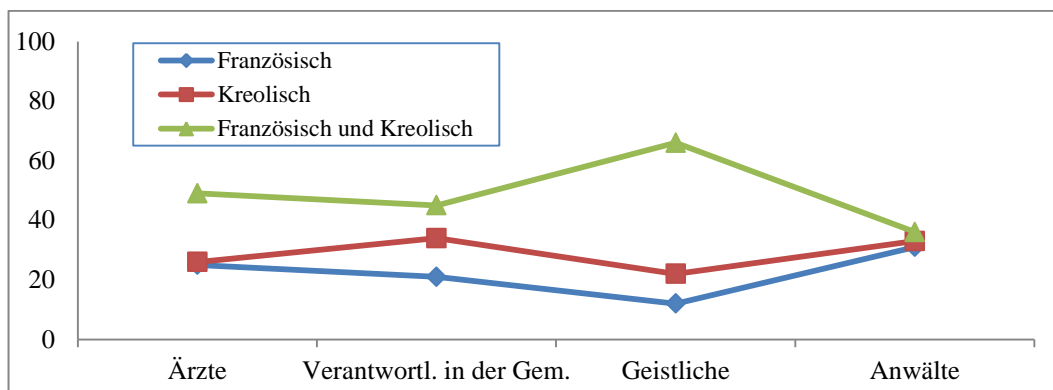 100
80
60
40
20
0
Französisch
Kreolisch
Französisch und Kreolisch
Ärzte
Verantwortl. in der Gem.
Geistliche
Anwälte